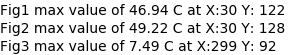 Fig1 max value of 46.94 C at X:30 Y: 122
Fig2 max value of 49.22 C at X:30 Y: 128
Fig3 max value of 7.49 C at X:299 Y: 92